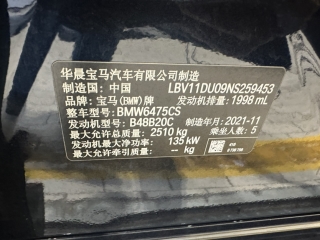 华晨宝马汽车有限公司制造
制造国: 中国 LBV11DU09NS259453
品牌: 宝马(BMW)牌 发动机排量: 1998 mL
整车型号: BMW6475CS
发动机型号: B48B20C 制造年月: 2021-11
最大允许总质量: 2510 kg 乘坐人数: 5
发动机最大净功率: 135 kW
最大允许牵引质量: -- kg